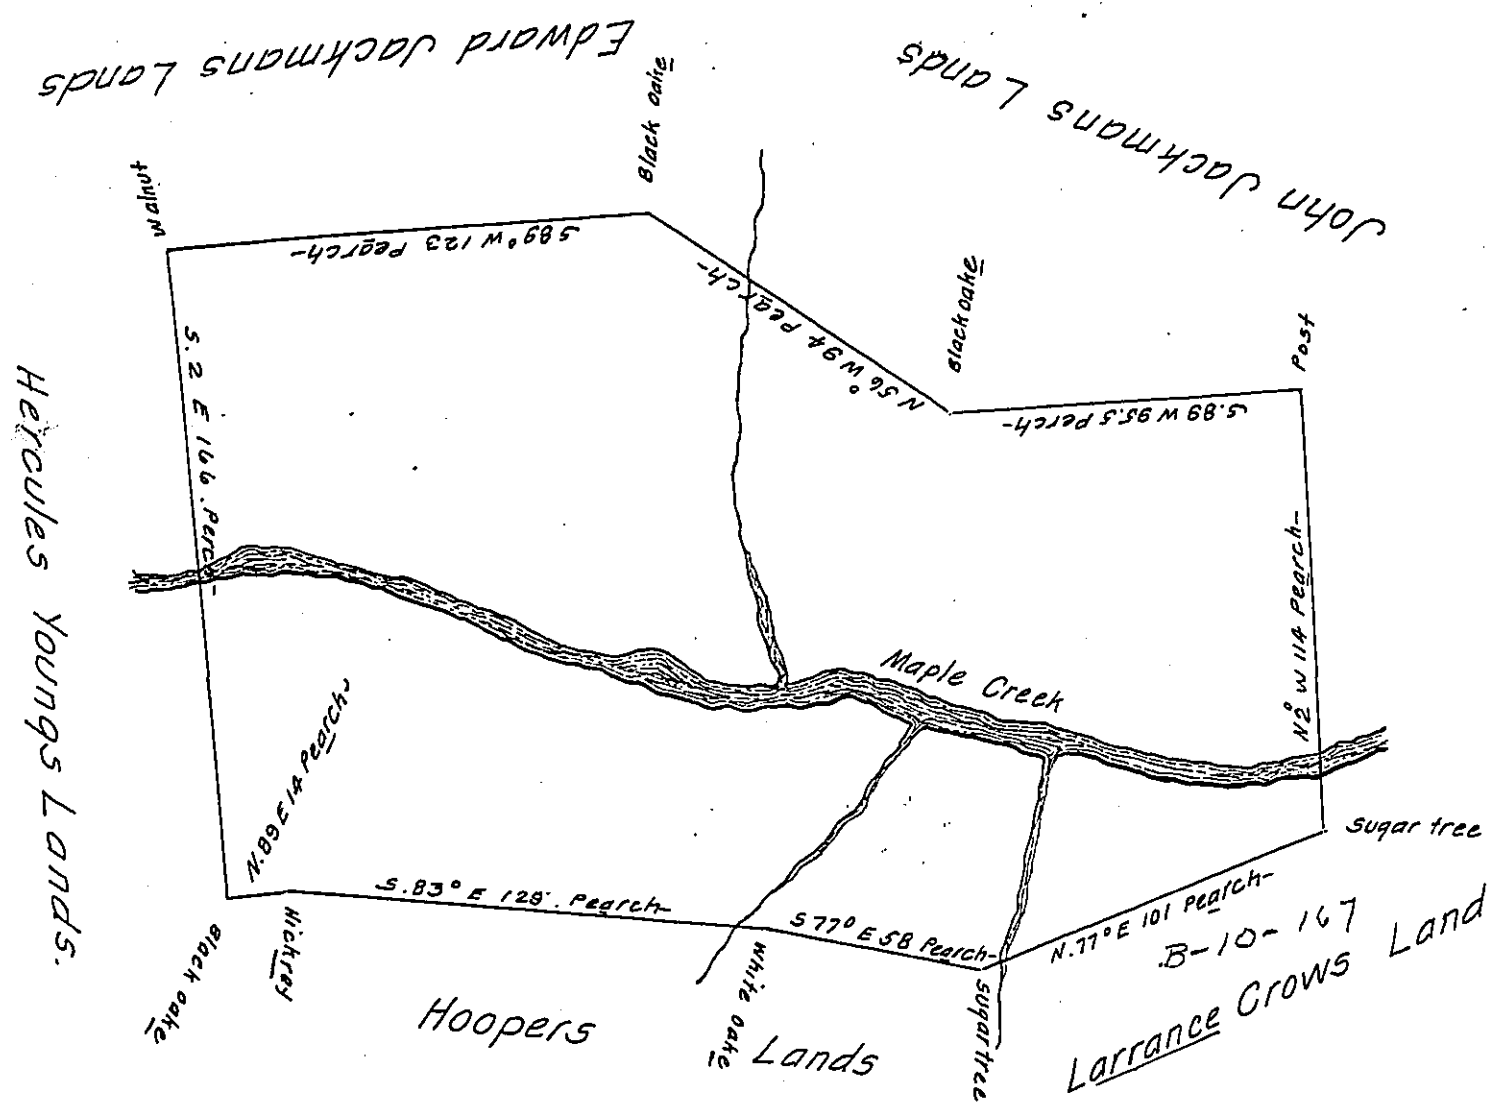 Edward Jackmans Lands
John Jackmans Lands
Black oake
Walnut
S 89° W 123 Pearch-
N 56° W 94 Pearch-
Black oake
Post
S. 89 W 95.5 Perch-
S. 2 E 166. Perch-
Hercules Youngs Lands.
Maple Creek
N 2° W 114 Pearch-
N. 89 E 14 Pearch
Sugar tree
S. 83° E 129. Pearch-
S 77° E 58 Pearch-
N. 77° E 101 Pearch-
B-10-167
Larrance Crows Land
Black oake
Hickrey
White oake
Sugar tree
Hoopers Lands